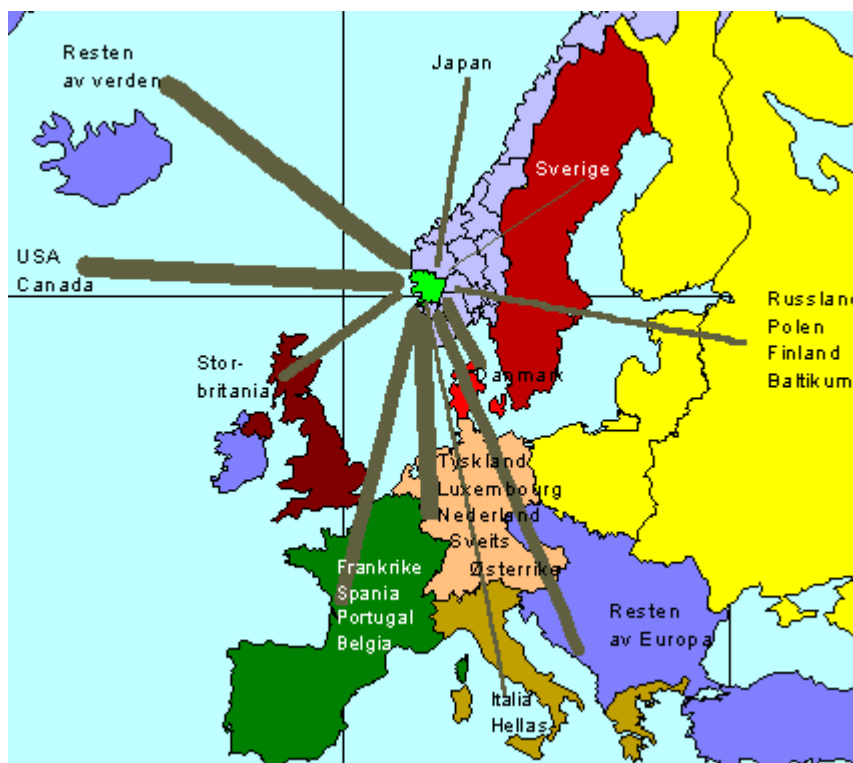 Resten
av verden
Japan
Sverige
USA
Canada
Russland
Polen
Finland
Baltikum
Stor-
britania
Danmark
Tyskland
Luxembourg
Nederland
Sveits
Østerrike
Frankrike
Spania
Portugal
Belgia
Resten
av Europa
Italia
Hellas